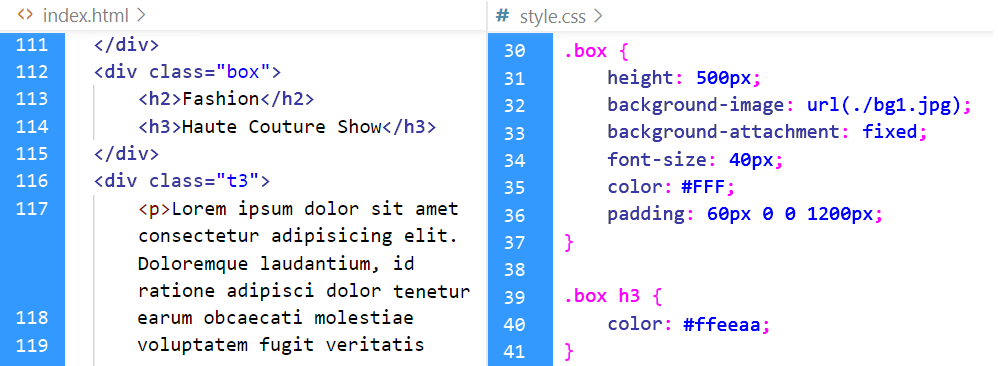 <> index.html >
# style.css >
111 </div>
112 <div class="box">
113 <h2>Fashion</h2>
114 <h3>Haute Couture Show</h3>
115 </div>
116 <div class="t3">
117 <p>Lorem ipsum dolor sit amet
consectetur adipisicing elit.
Doloremque laudantium, id
ratione adipisci dolor tenetur
118 earum obcaecati molestiae
119 voluptatem fugit veritatis
30 .box {
31 height: 500px;
32 background-image: url(./bg1.jpg);
33 background-attachment: fixed;
34 font-size: 40px;
35 color: #FFF;
36 padding: 60px 0 0 1200px;
37 }
38
39 .box h3 {
40 color: #ffeeaa;
41 }